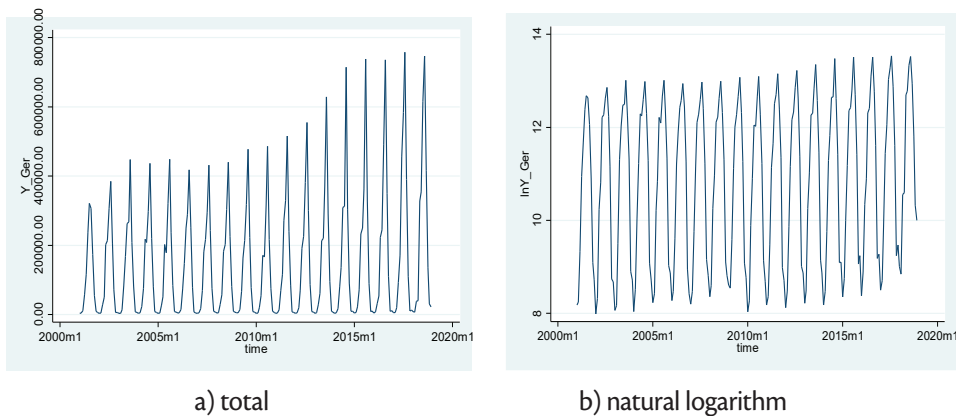 Y_Ger
800000.00
600000.00
400000.00
200000.00
0.00
2000m1 2005m1 2010m1 2015m1 2020m1
time
a) total
lnY_Ger
14
12
10
8
2000m1 2005m1 2010m1 2015m1 2020m1
time
b) natural logarithm